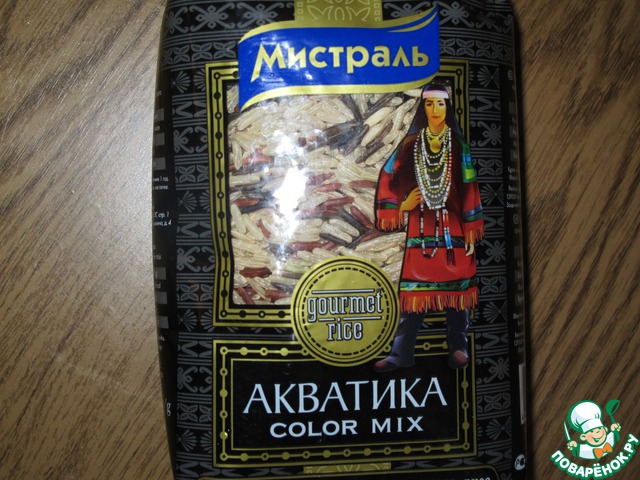 Мистраль
gourmet
rice
АКВАТИКА
COLOR MIX
g
ПОВАРЁНОК.РУ